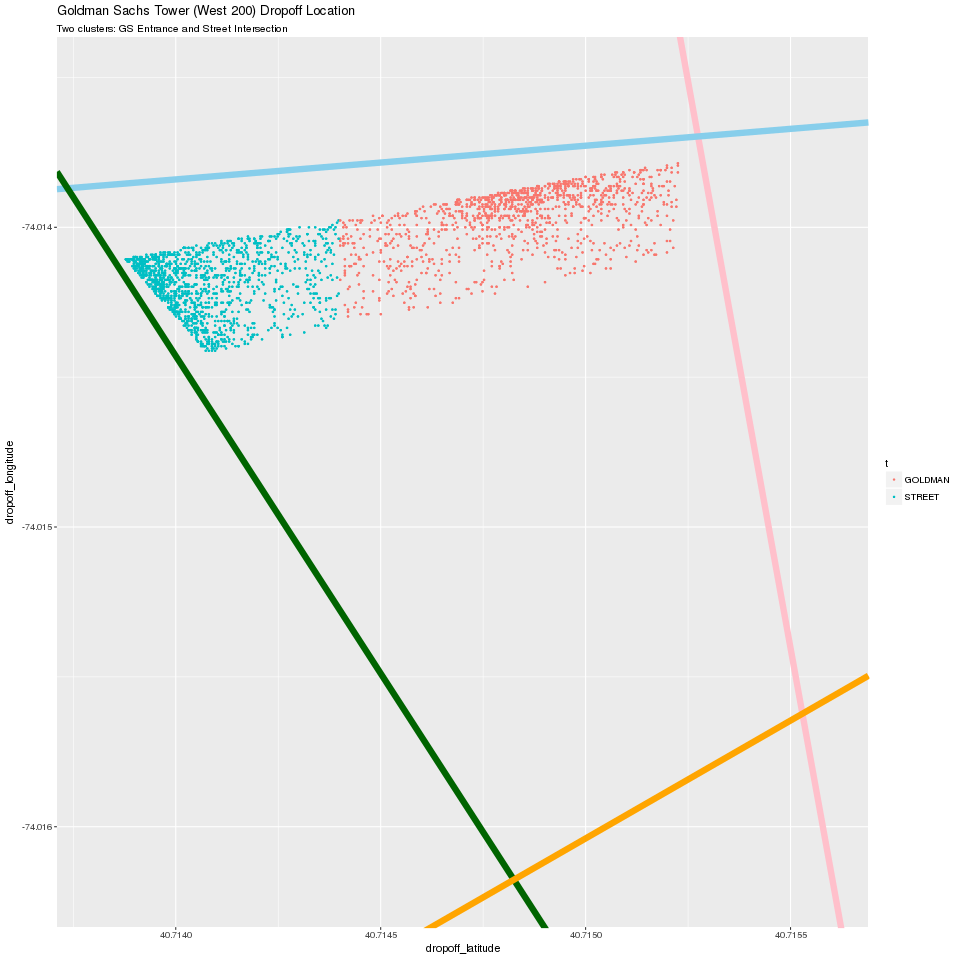 Goldman Sachs Tower (West 200) Dropoff Location
Two clusters: GS Entrance and Street Intersection
-74.014
-74.015
-74.016
dropoff_longitude
40.7140
40.7145
40.7150
40.7155
dropoff_latitude
t
GOLDMAN
STREET